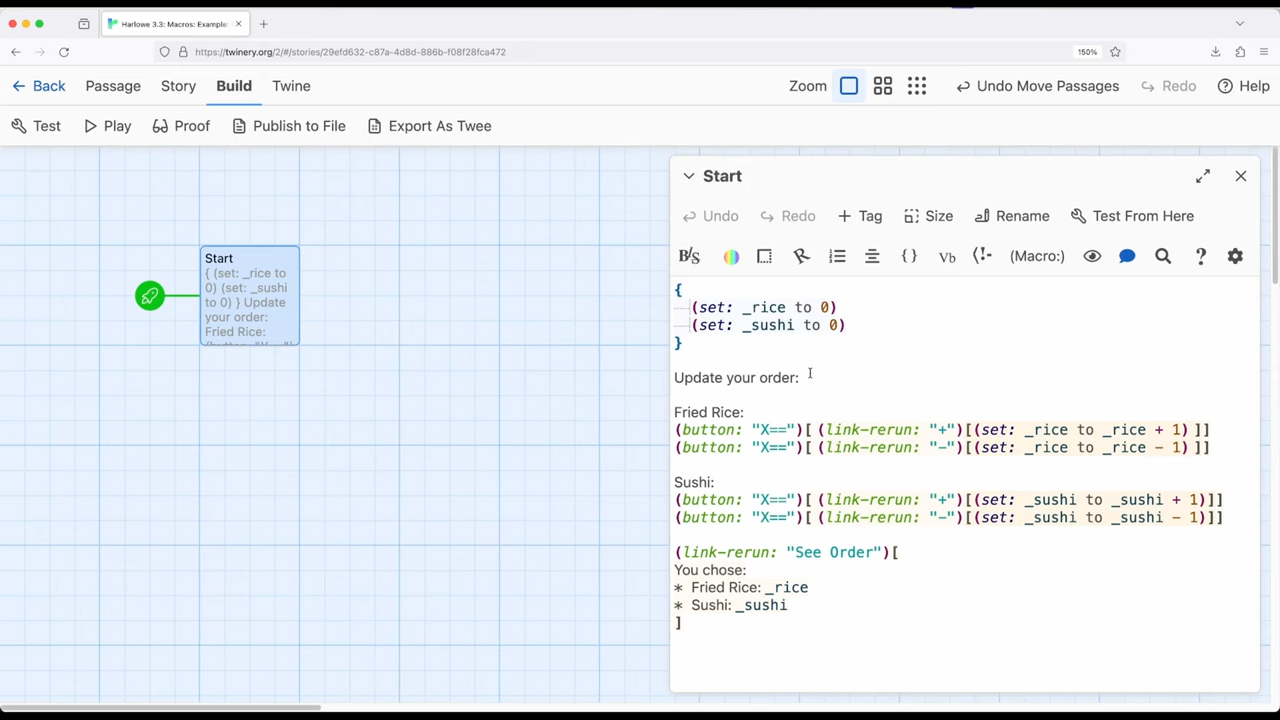 Harlowe 3.3: Macros: Example:
https://twinery.org/2/#/stories/29efd632-c87a-4d8d-886b-f08f28fca472
150%
Back Passage Story Build Twine
Zoom Undo Move Passages Redo Help
Test Play Proof Publish to File Export As Twee
Start
{ (set: _rice to
0) (set: _sushi
to 0) } Update
your order:
Fried Rice:
Start
Undo Redo Tag Size Rename Test From Here
(Macro:)
{
(set: _rice to 0)
(set: _sushi to 0)
}
Update your order:
Fried Rice:
(button: "X==")[ (link-rerun: "+")[(set: _rice to _rice + 1) ]]
(button: "X==")[ (link-rerun: "-")[(set: _rice to _rice - 1) ]]
Sushi:
(button: "X==")[ (link-rerun: "+")[(set: _sushi to _sushi + 1)]]
(button: "X==")[ (link-rerun: "-")[(set: _sushi to _sushi - 1)]]
(link-rerun: "See Order")[
You chose:
* Fried Rice: _rice
* Sushi: _sushi
]